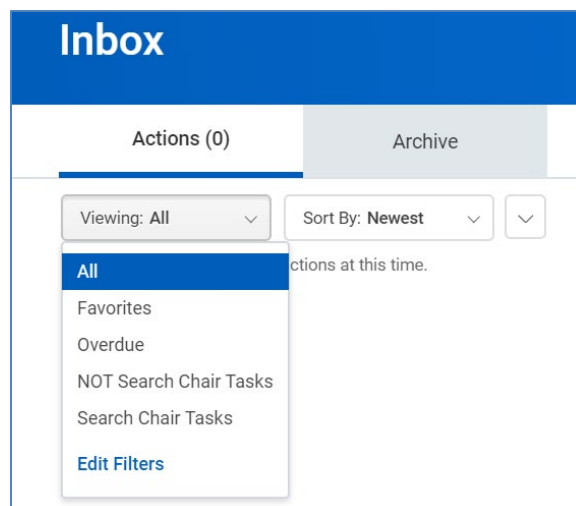 Inbox
Actions (0) Archive
Viewing: All Sort By: Newest
All
ctions at this time.
Favorites
Overdue
NOT Search Chair Tasks
Search Chair Tasks
Edit Filters